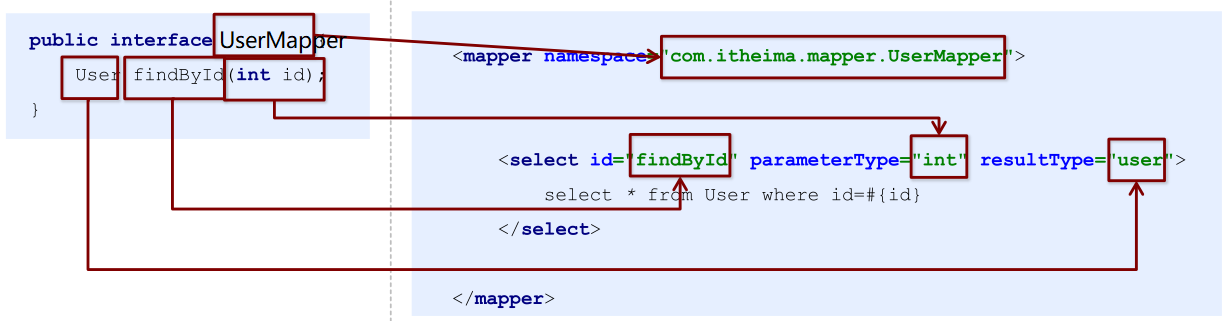 public interface UserMapper
User findById(int id);
}
<mapper namespace="com.itheima.mapper.UserMapper">
<select id="findById" parameterType="int" resultType="user">
select * from User where id=#{id}
</select>
</mapper>